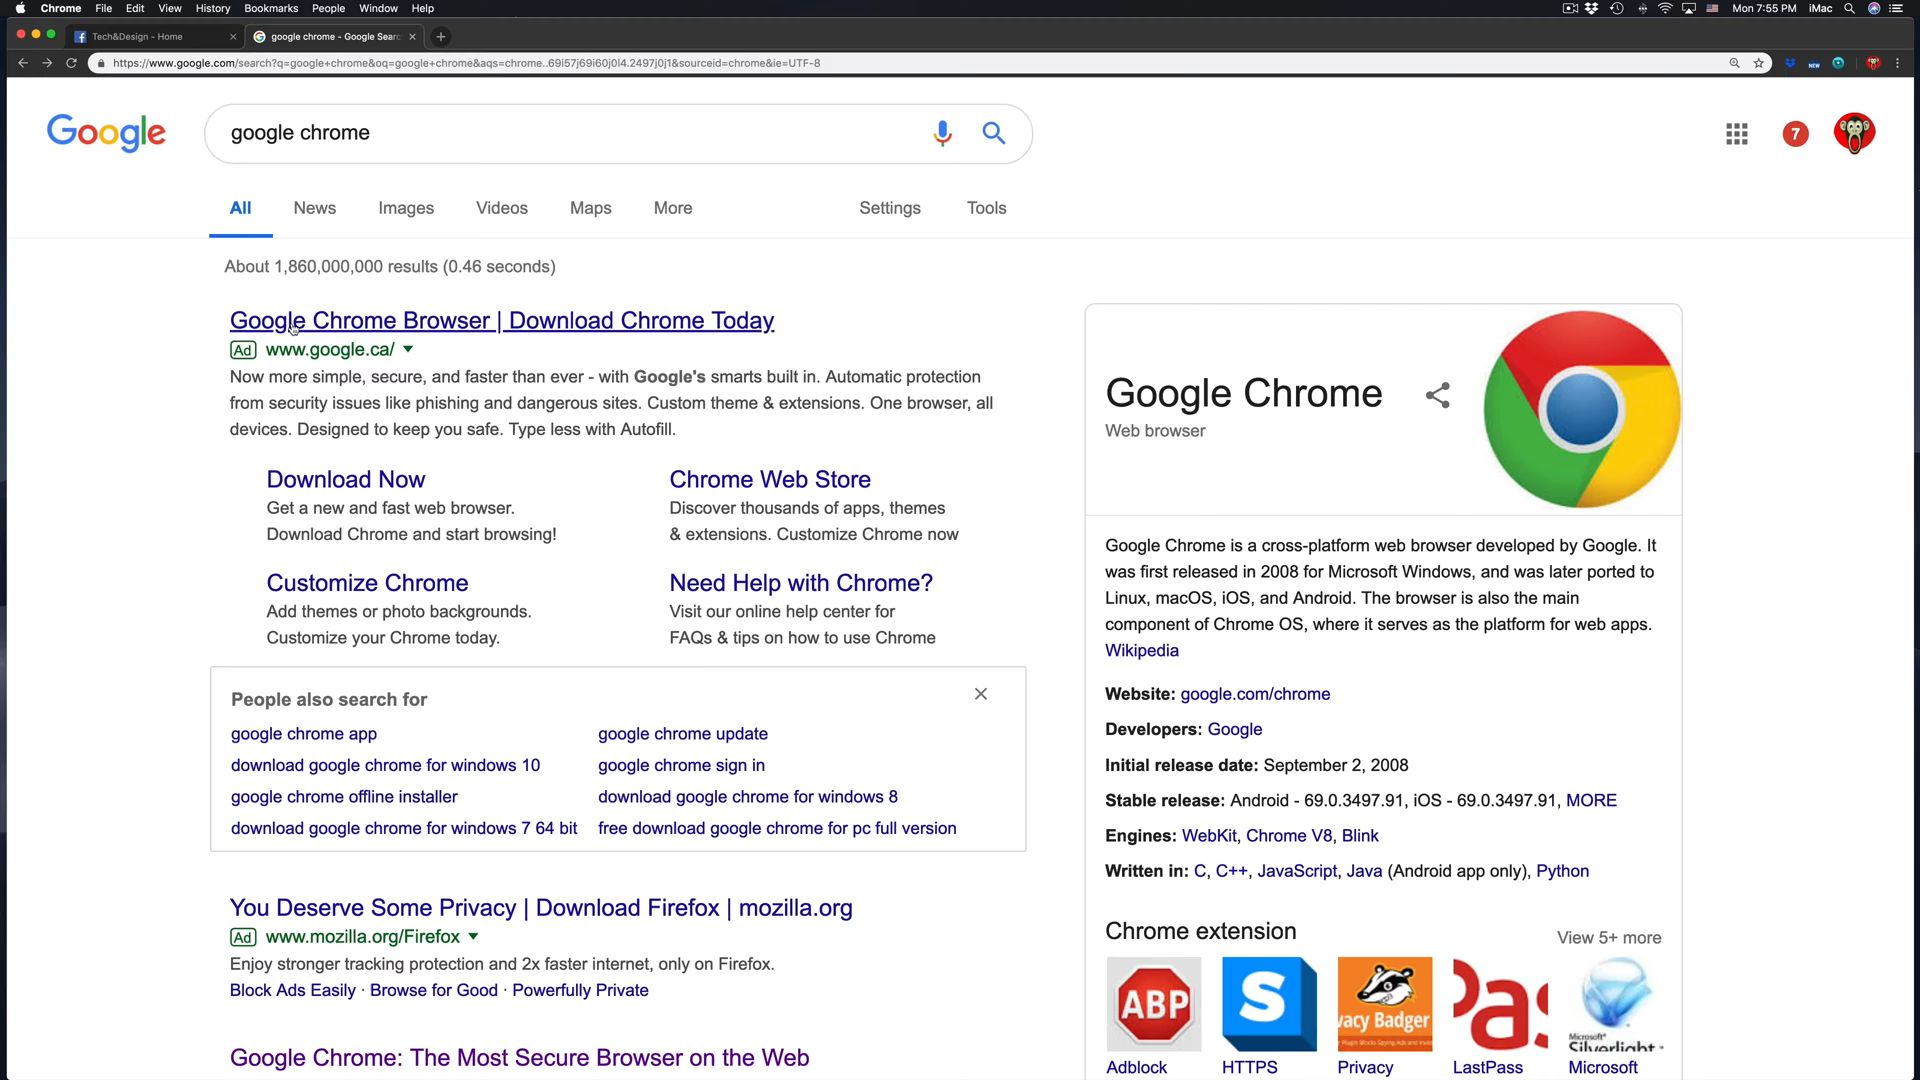 Chrome File Edit View History Bookmarks People Window Help Mon 7:55 PM iMac
Tech&Design - Home google chrome - Google Sear
https://www.google.com/search?q=google+chrome&oq=google+chrome&aqs=chrome..69i57j69i60j0l4.2497j0j1&sourceid=chrome&ie=UTF-8 NEW
Google google chrome 7
All News Images Videos Maps More Settings Tools
About 1,860,000,000 results (0.46 seconds)
Google Chrome Browser | Download Chrome Today
Ad www.google.ca/
Now more simple, secure, and faster than ever - with Google's smarts built in. Automatic protection
from security issues like phishing and dangerous sites. Custom theme & extensions. One browser, all
devices. Designed to keep you safe. Type less with Autofill.
Download Now
Get a new and fast web browser.
Download Chrome and start browsing!
Chrome Web Store
Discover thousands of apps, themes
& extensions. Customize Chrome now
Customize Chrome
Add themes or photo backgrounds.
Customize your Chrome today.
Need Help with Chrome?
Visit our online help center for
FAQs & tips on how to use Chrome
People also search for
google chrome app
google chrome update
download google chrome for windows 10
google chrome sign in
google chrome offline installer
download google chrome for windows 8
download google chrome for windows 7 64 bit
free download google chrome for pc full version
You Deserve Some Privacy | Download Firefox | mozilla.org
Ad www.mozilla.org/Firefox
Enjoy stronger tracking protection and 2x faster internet, only on Firefox.
Block Ads Easily · Browse for Good · Powerfully Private
Google Chrome: The Most Secure Browser on the Web
Google Chrome
Web browser
Google Chrome is a cross-platform web browser developed by Google. It
was first released in 2008 for Microsoft Windows, and was later ported to
Linux, macOS, iOS, and Android. The browser is also the main
component of Chrome OS, where it serves as the platform for web apps.
Wikipedia
Website: google.com/chrome
Developers: Google
Initial release date: September 2, 2008
Stable release: Android - 69.0.3497.91, iOS - 69.0.3497.91, MORE
Engines: WebKit, Chrome V8, Blink
Written in: C, C++, JavaScript, Java (Android app only), Python
Chrome extension
View 5+ more
ABP
S
vacy Badger
Pas
Microsoft
Silverlight
Adblock HTTPS Privacy LastPass Microsoft